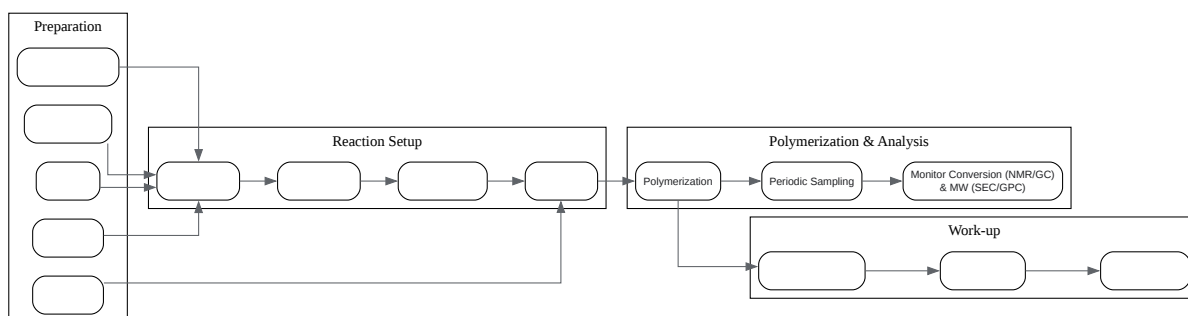 Preparation
Reaction Setup
Polymerization & Analysis
Polymerization
Periodic Sampling
Monitor Conversion (NMR/GC)
& MW (SEC/GPC)
Work-up